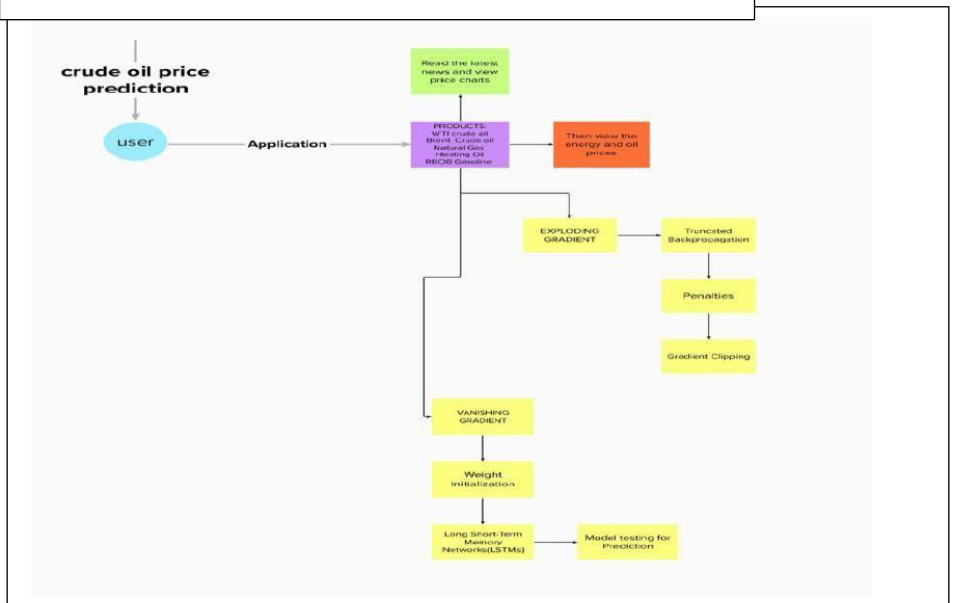 crude oil price
prediction
user
Application
Read the latest
news and view
price charts
PRODUCTS:
WTI crude oil
Brent Crude oil
Natural Gas
Heating Oil
RBOB Gasoline
Then view the
energy and oil
prices
EXPLODING
GRADIENT
Truncated
Backpropagation
Penalties
Gradient Clipping
VANISHING
GRADIENT
Weight
Initialization
Long Short-Term
Memory
Networks(LSTMs)
Model testing for
Prediction